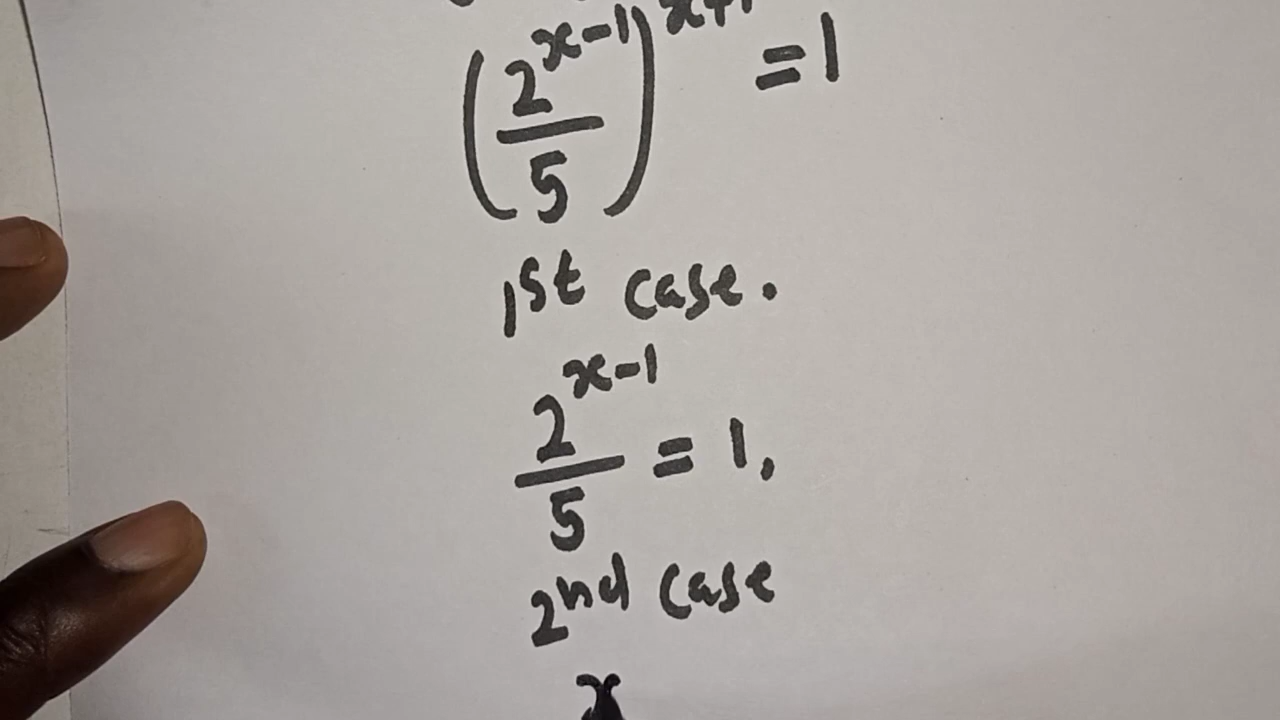 (2^(x-1)/5)^(x+1) = 1
1st case.
2^(x-1)/5 = 1,
2nd case
x